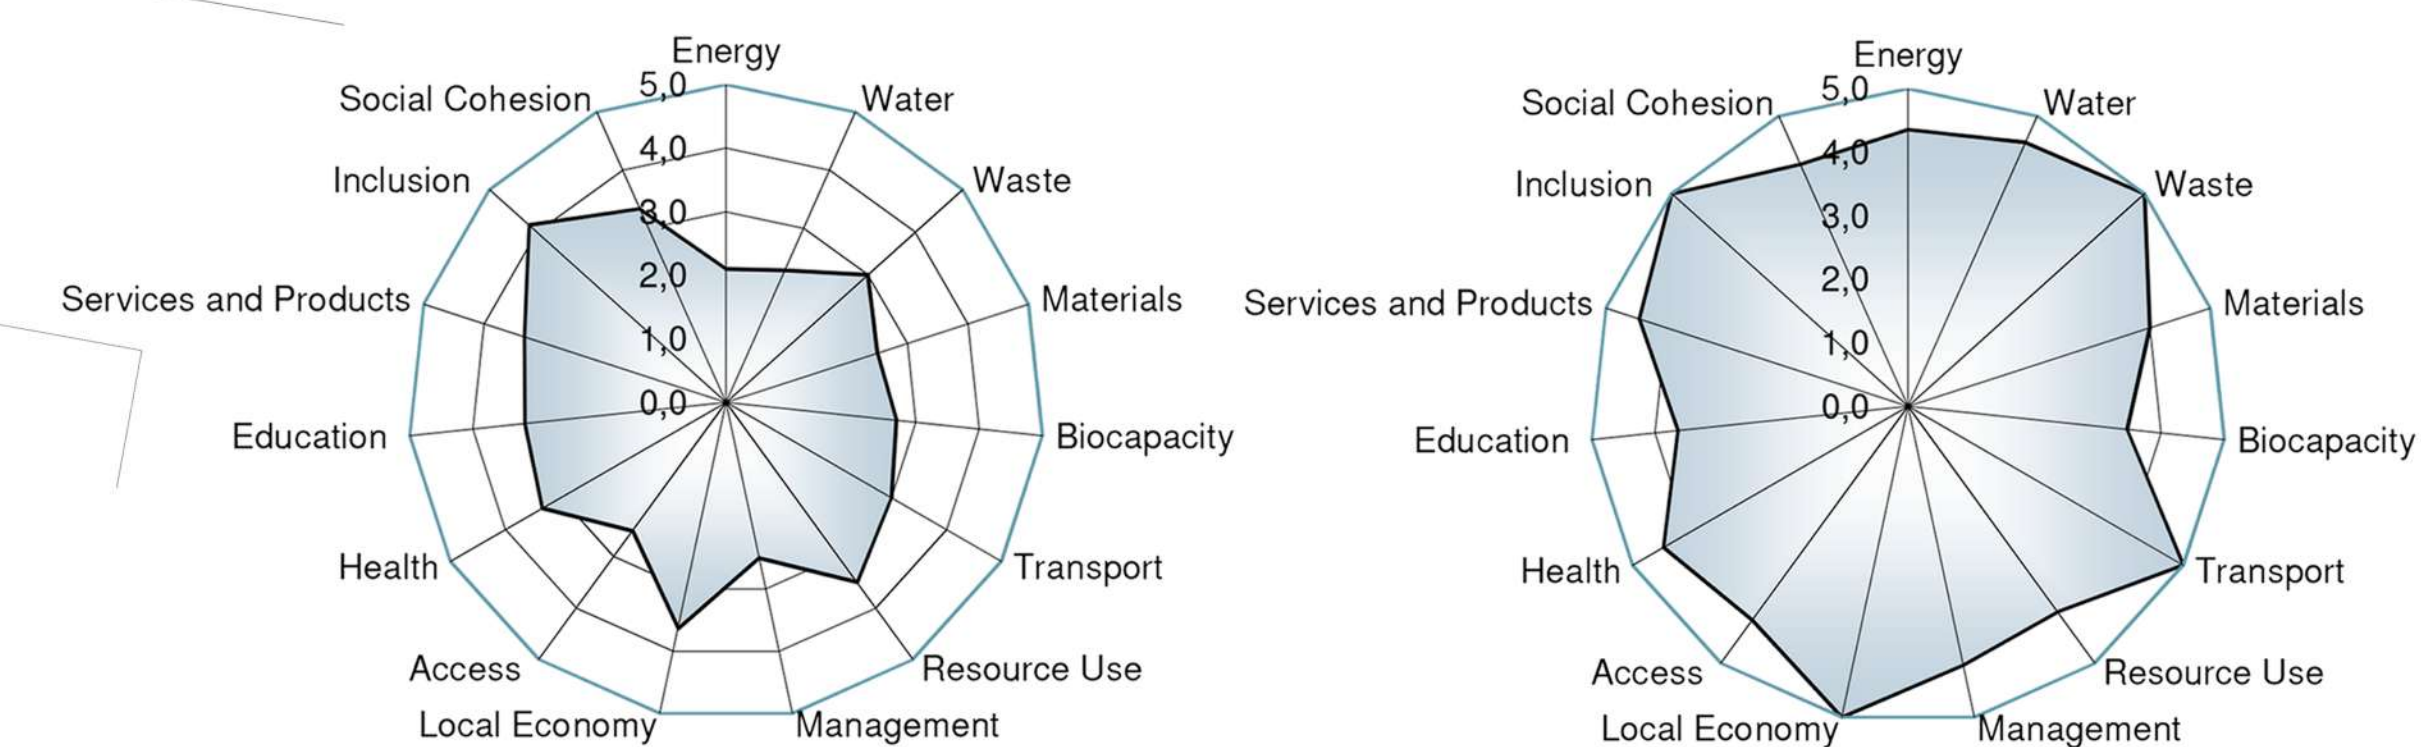 Energy
5,0
Social Cohesion
Water
4,0
Inclusion
Waste
3,0
2,0
Services and Products
Materials
1,0
0,0
Education
Biocapacity
Health
Transport
Access
Resource Use
Local Economy
Management
Energy
5,0
Social Cohesion
Water
4,0
Inclusion
Waste
3,0
2,0
Services and Products
Materials
1,0
0,0
Education
Biocapacity
Health
Transport
Access
Resource Use
Local Economy
Management